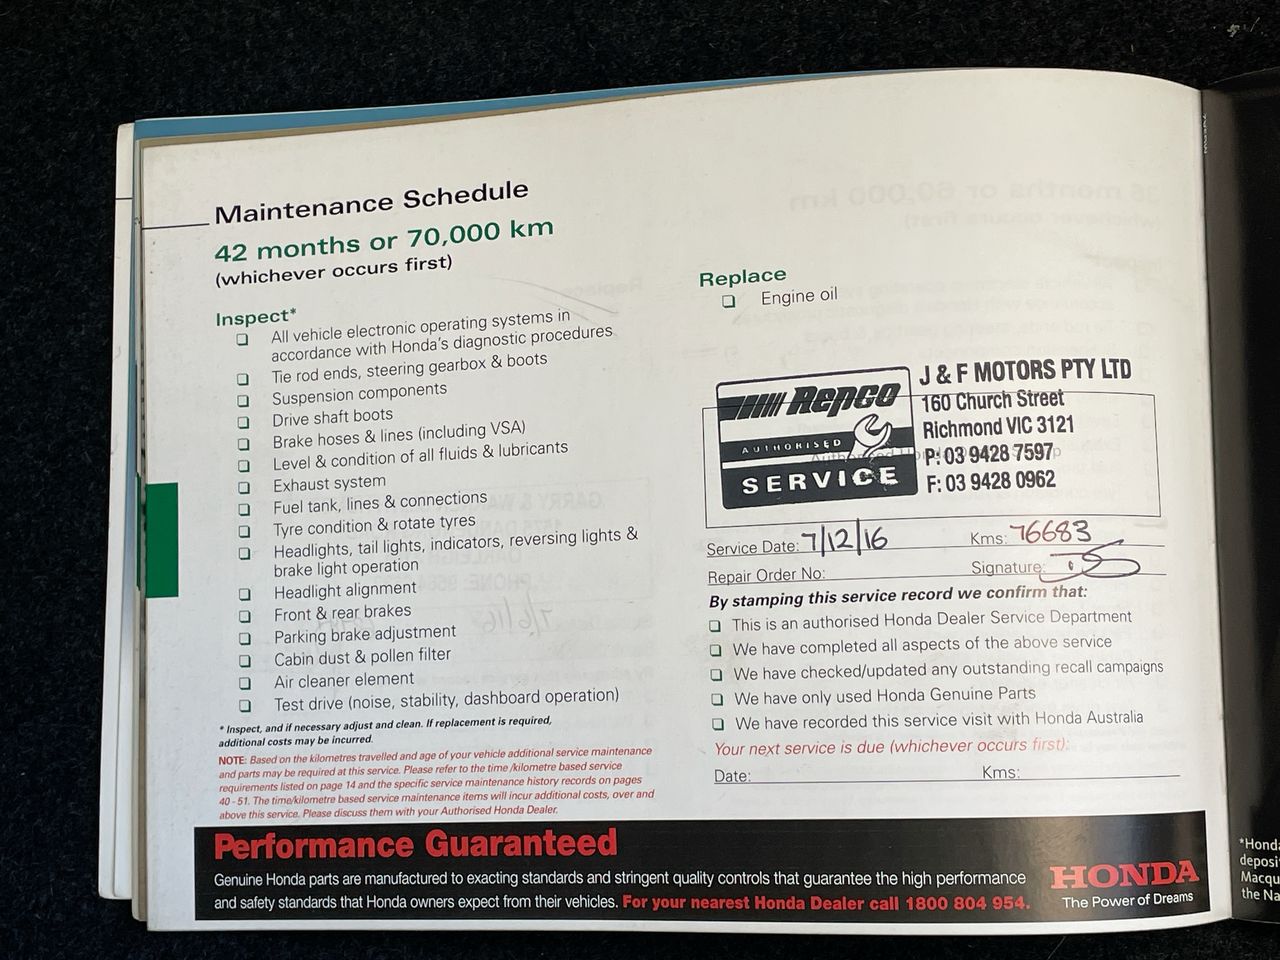 Maintenance Schedule
42 months or 70,000 km
(whichever occurs first)
Inspect*
❏ All vehicle electronic operating systems in
accordance with Honda's diagnostic procedures
❏ Tie rod ends, steering gearbox & boots
❏ Suspension components
❏ Drive shaft boots
❏ Brake hoses & lines (including VSA)
❏ Level & condition of all fluids & lubricants
❏ Exhaust system
❏ Fuel tank, lines & connections
❏ Tyre condition & rotate tyres
❏ Headlights, tail lights, indicators, reversing lights &
brake light operation
❏ Headlight alignment
❏ Front & rear brakes
❏ Parking brake adjustment
❏ Cabin dust & pollen filter
❏ Air cleaner element
❏ Test drive (noise, stability, dashboard operation)
* Inspect, and if necessary adjust and clean. If replacement is required,
additional costs may be incurred.
NOTE: Based on the kilometres travelled and age of your vehicle additional service maintenance
and parts may be required at this service. Please refer to the time /kilometre based service
requirements listed on page 14 and the specific service maintenance history records on pages
40 - 51. The time/kilometre based service maintenance items will incur additional costs, over and
above this service. Please discuss them with your Authorised Honda Dealer.
Replace
❏ Engine oil
Repco
AUTHORISED
SERVICE
J & F MOTORS PTY LTD
160 Church Street
Richmond VIC 3121
P: 03 9428 7597
F: 03 9428 0962
Service Date: 7/12/16 Kms: 76683
Repair Order No: Signature:
By stamping this service record we confirm that:
❏ This is an authorised Honda Dealer Service Department
❏ We have completed all aspects of the above service
❏ We have checked/updated any outstanding recall campaigns
❏ We have only used Honda Genuine Parts
❏ We have recorded this service visit with Honda Australia
Your next service is due (whichever occurs first):
Date: Kms:
Performance Guaranteed
Genuine Honda parts are manufactured to exacting standards and stringent quality controls that guarantee the high performance
and safety standards that Honda owners expect from their vehicles. For your nearest Honda Dealer call 1800 804 954.
HONDA
The Power of Dreams
*Honda
deposi
Macqu
the Na